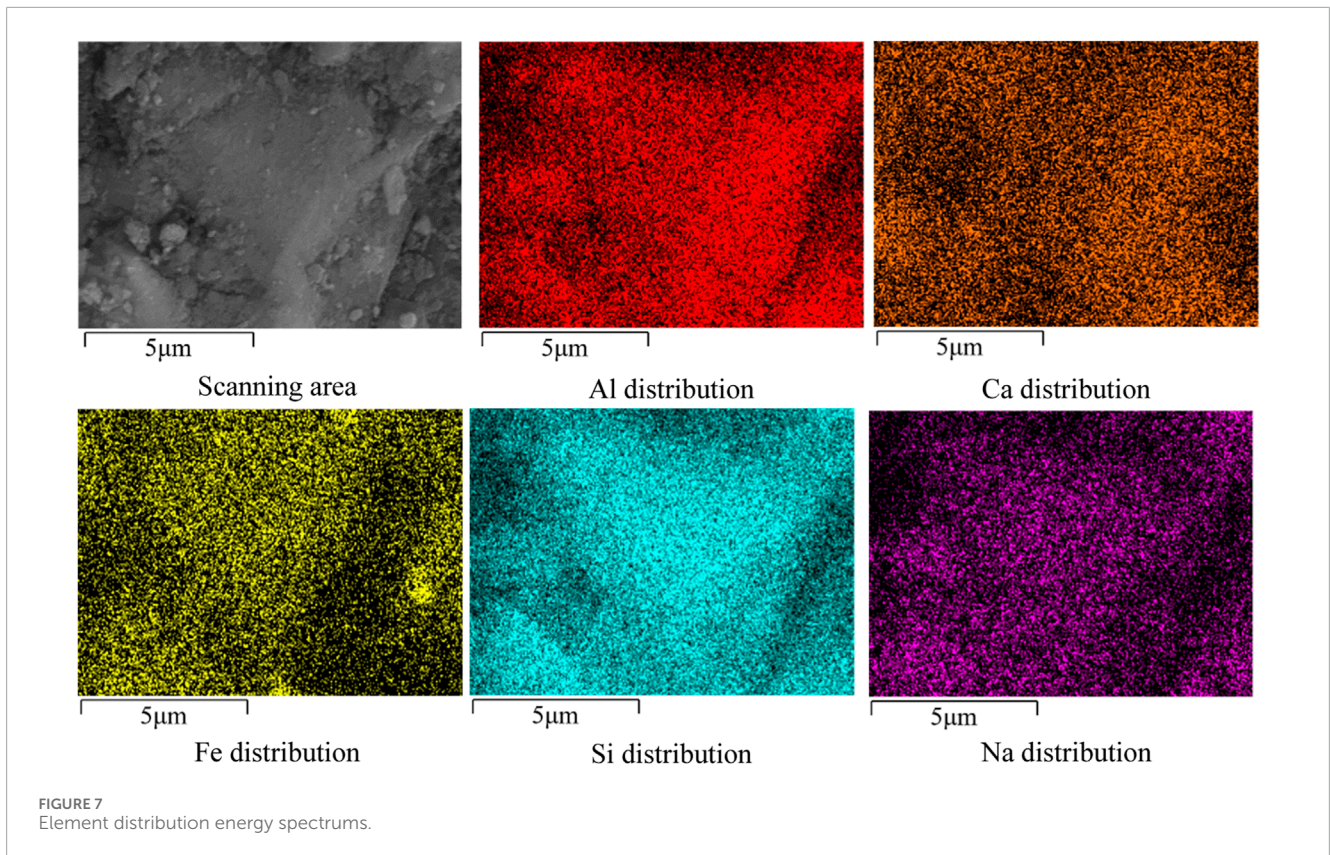 5μm
5μm
5μm
Scanning area
Al distribution
Ca distribution
5μm
5μm
5μm
Fe distribution
Si distribution
Na distribution
FIGURE 7
Element distribution energy spectrums.